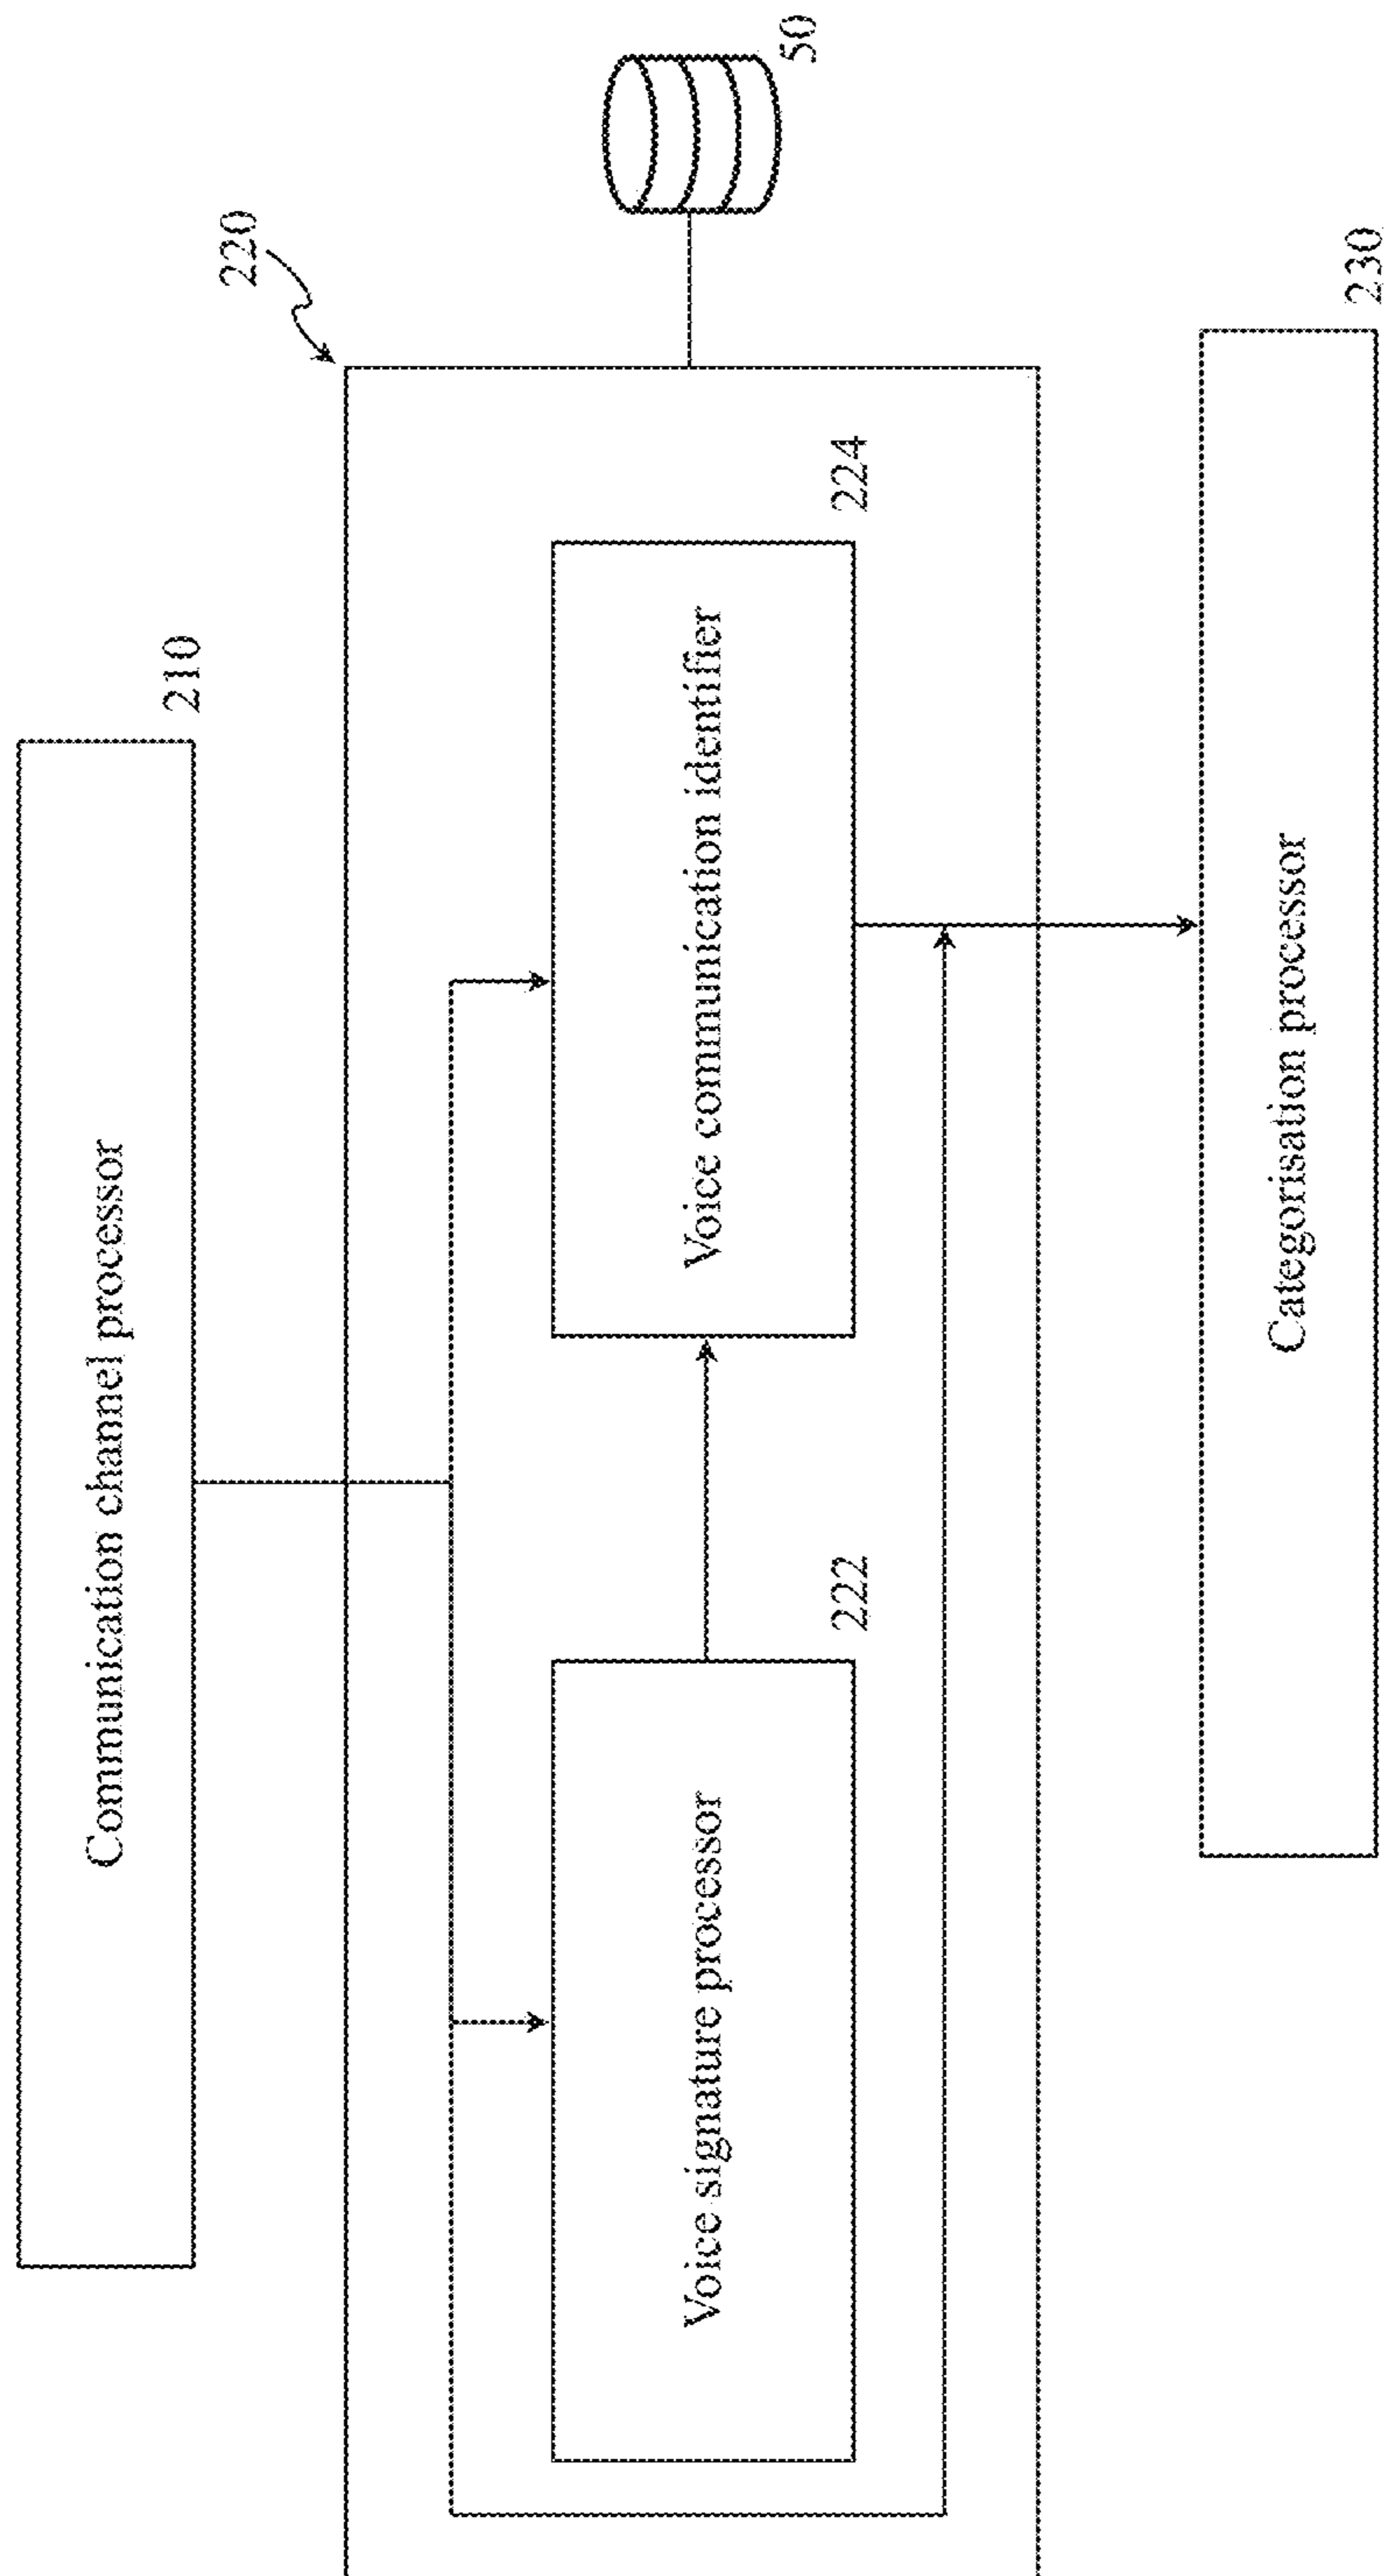 Communication channel processor
210
220
Voice signature processor
222
Voice communication identifier
224
50
Categorisation processor
230